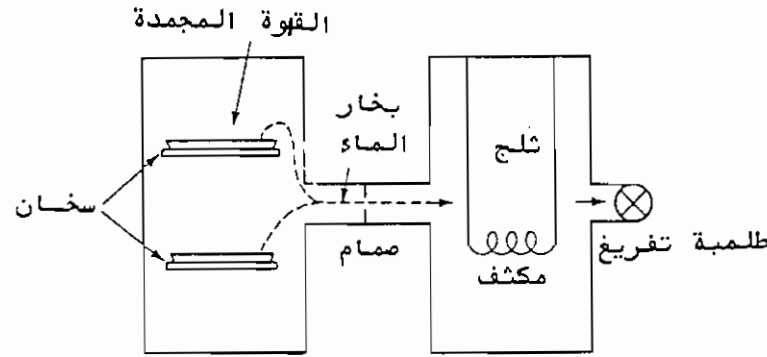 القهوة المجمدة
بخار
الماء
ثلج
سخان
صمام
مكثف
طلمبة تفريغ